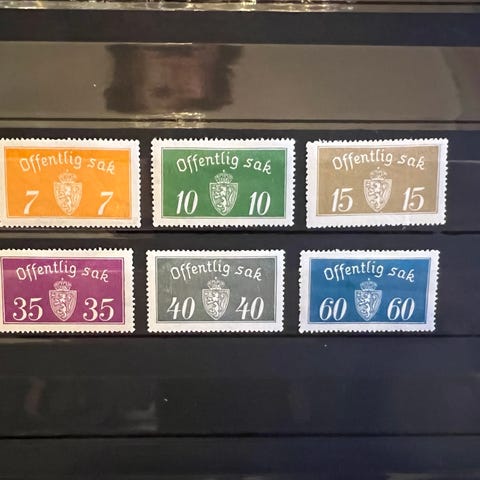 Offentlig sak
7 7
Offentlig sak
10 10
Offentlig sak
15 15
Offentlig sak
35 35
Offentlig sak
40 40
Offentlig sak
60 60